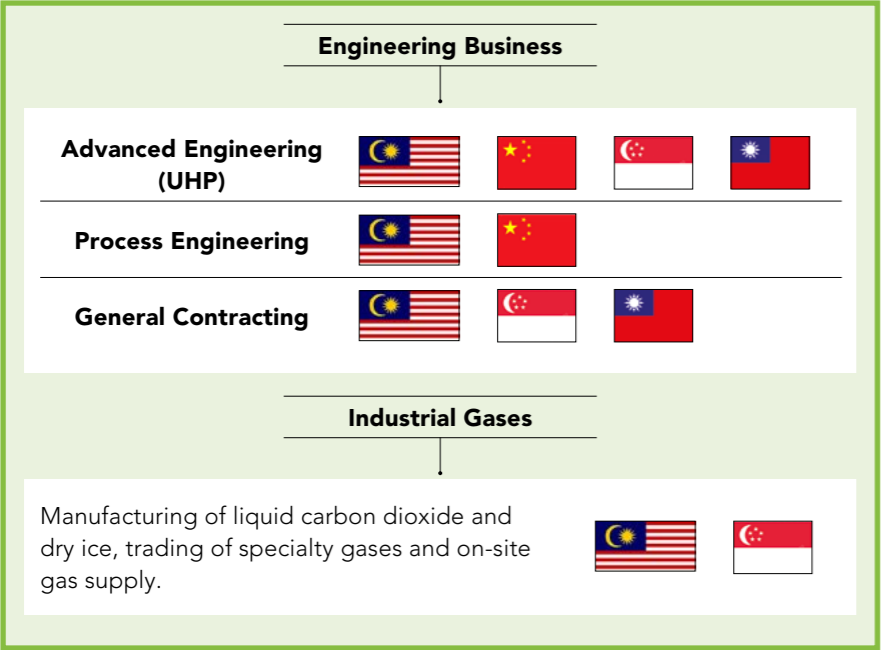 Engineering Business
Advanced Engineering
(UHP)
Process Engineering
General Contracting
Industrial Gases
Manufacturing of liquid carbon dioxide and
dry ice, trading of specialty gases and on-site
gas supply.